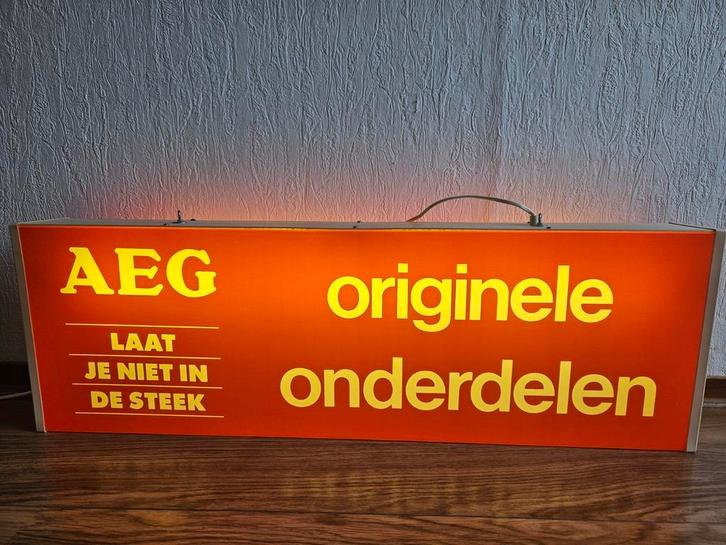 AEG
LAAT
JE NIET IN
DE STEEK
originele
onderdelen